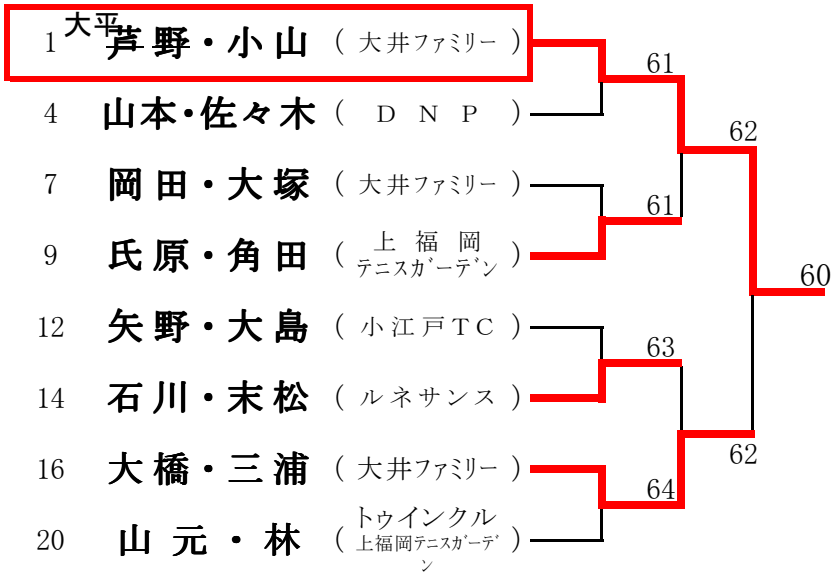 大平
1 芦野・小山 (大井ファミリー)
61
4 山本・佐々木 (DNP)
62
7 岡田・大塚 (大井ファミリー)
61
9 氏原・角田 (上福岡
テニスガーデン)
60
12 矢野・大島 (小江戸TC)
63
14 石川・末松 (ルネサンス)
62
16 大橋・三浦 (大井ファミリー)
64
20 山元・林 (トゥインクル
上福岡テニスガーデ
ン)